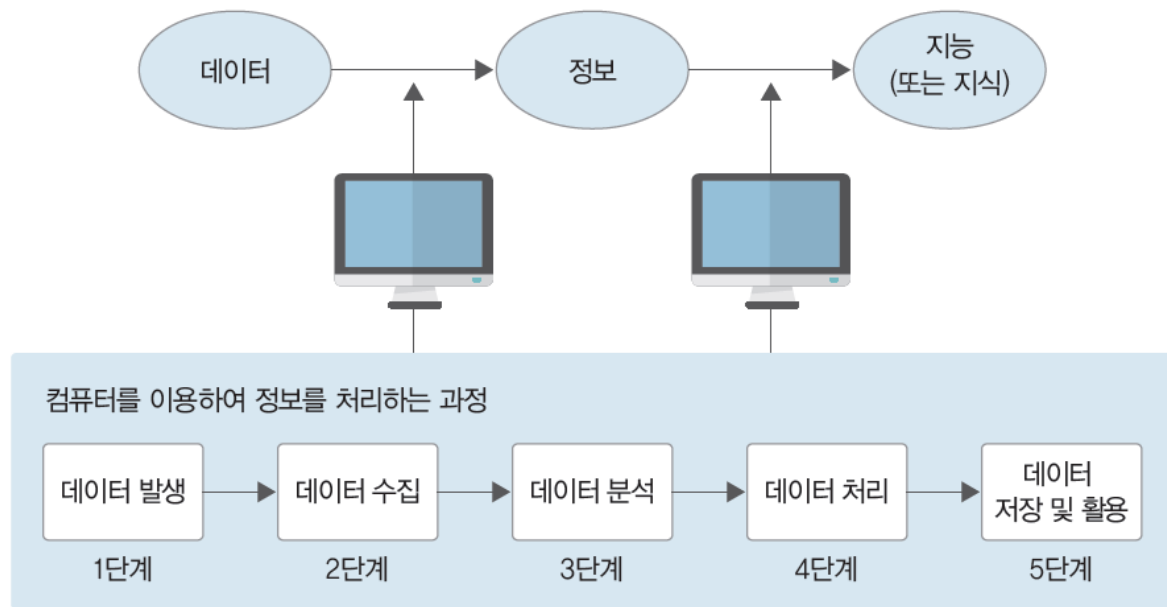 데이터
정보
지능
(또는 지식)
컴퓨터를 이용하여 정보를 처리하는 과정
데이터 발생
데이터 수집
데이터 분석
데이터 처리
데이터
저장 및 활용
1단계
2단계
3단계
4단계
5단계